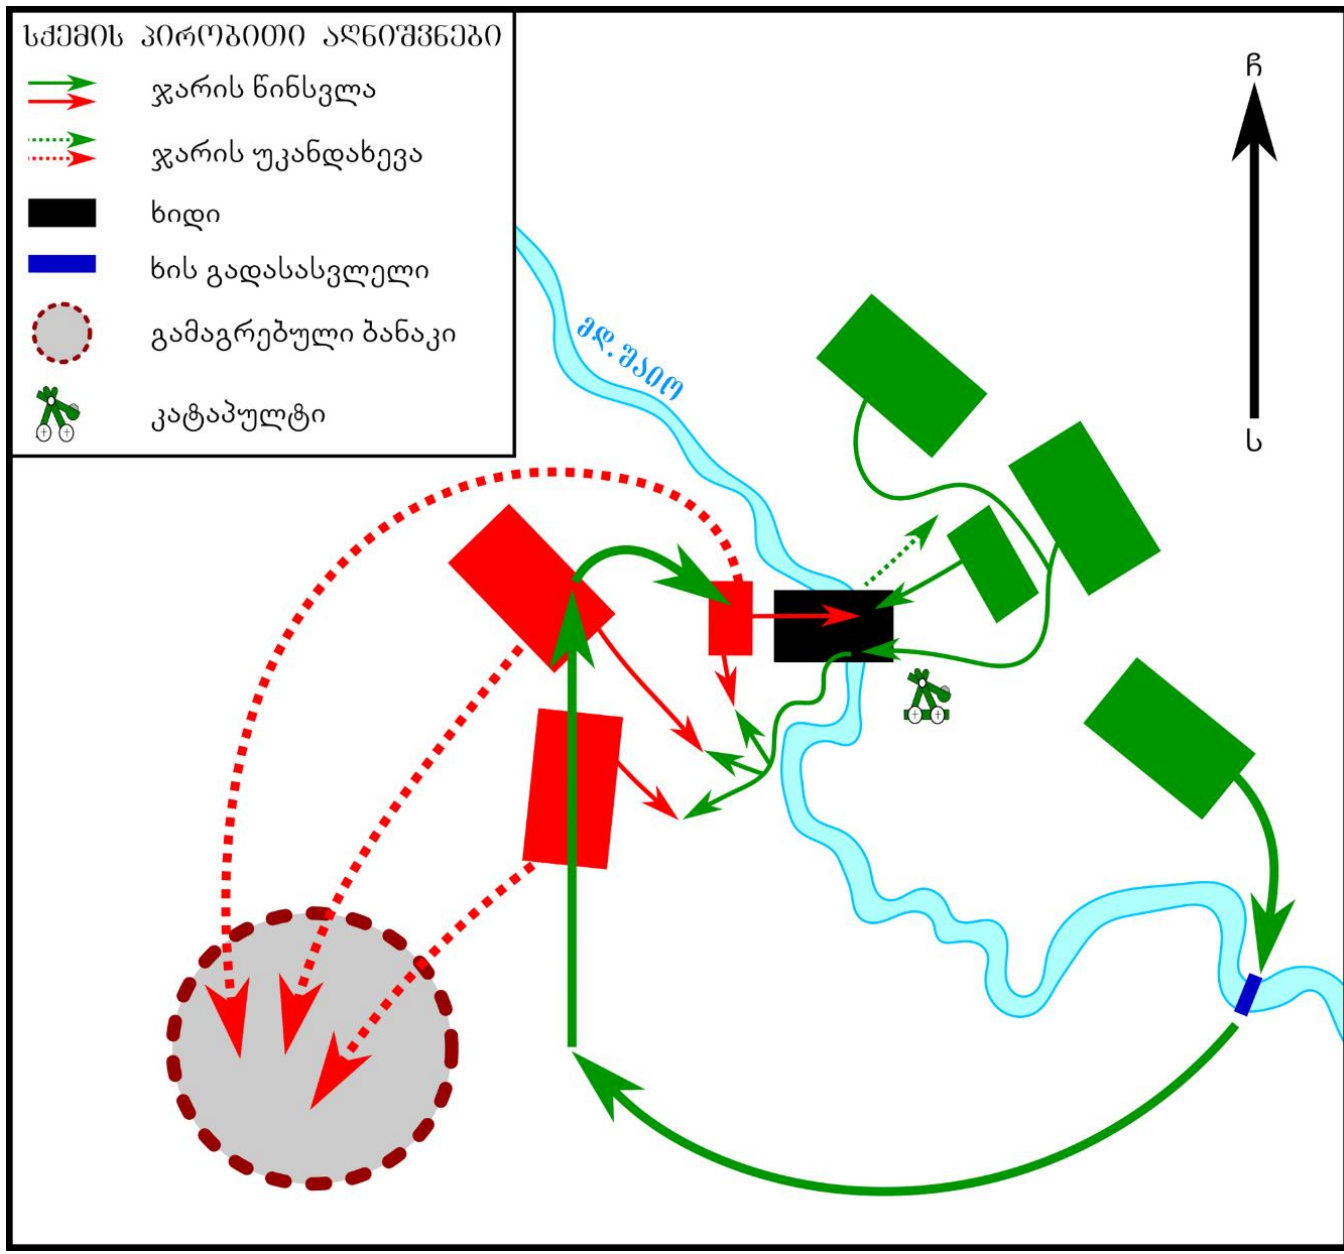 სქემის პირობითი აღნიშვნები
ჯარის წინსვლა
ჯარის უკანდახევა
ხიდი
ხის გადასასვლელი
გამაგრებული ბანაკი
კატაპულტი
მდ. შაიო
ჩ
ს